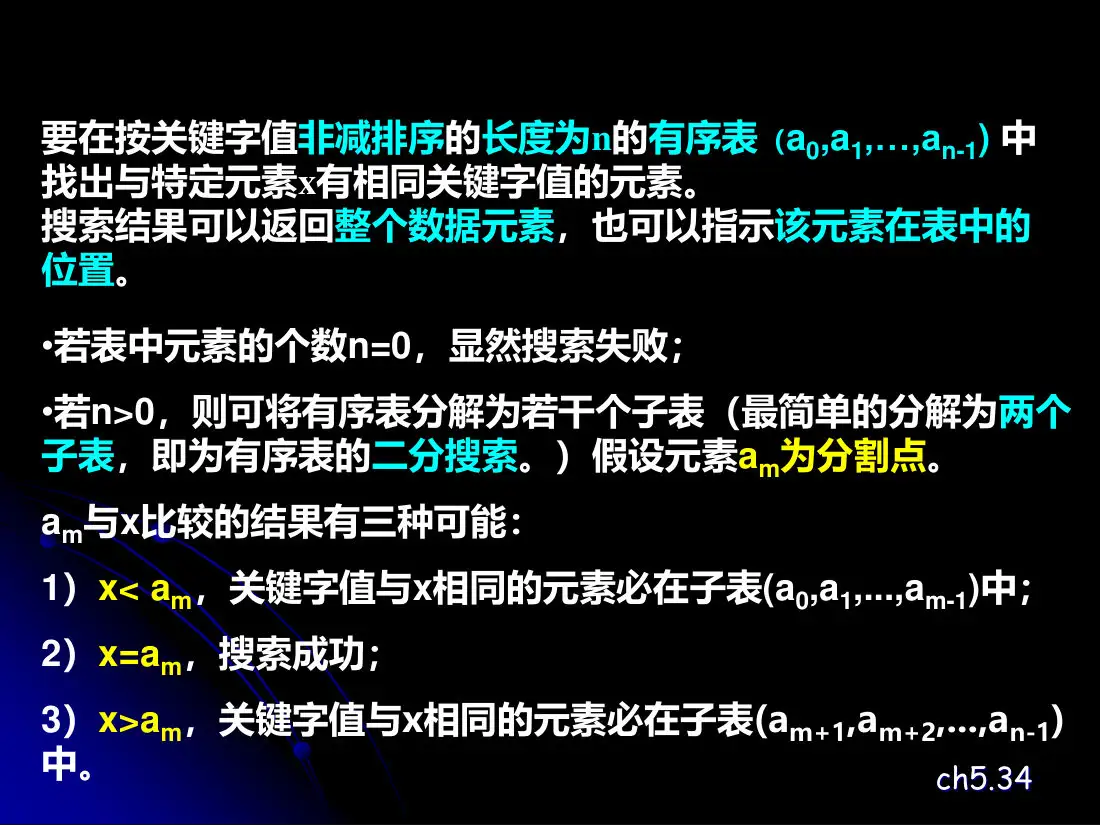 要在按关键字值非减排序的长度为n的有序表（a0,a1,…,an-1) 中
找出与特定元素x有相同关键字值的元素。
搜索结果可以返回整个数据元素，也可以指示该元素在表中的
位置。
•若表中元素的个数n=0，显然搜索失败；
•若n>0，则可将有序表分解为若干个子表（最简单的分解为两个
子表，即为有序表的二分搜索。）假设元素am为分割点。
am与x比较的结果有三种可能：
1）x< am，关键字值与x相同的元素必在子表(a0,a1,...,am-1)中；
2）x=am，搜索成功；
3）x>am，关键字值与x相同的元素必在子表(am+1,am+2,...,an-1)
中。
ch5.34